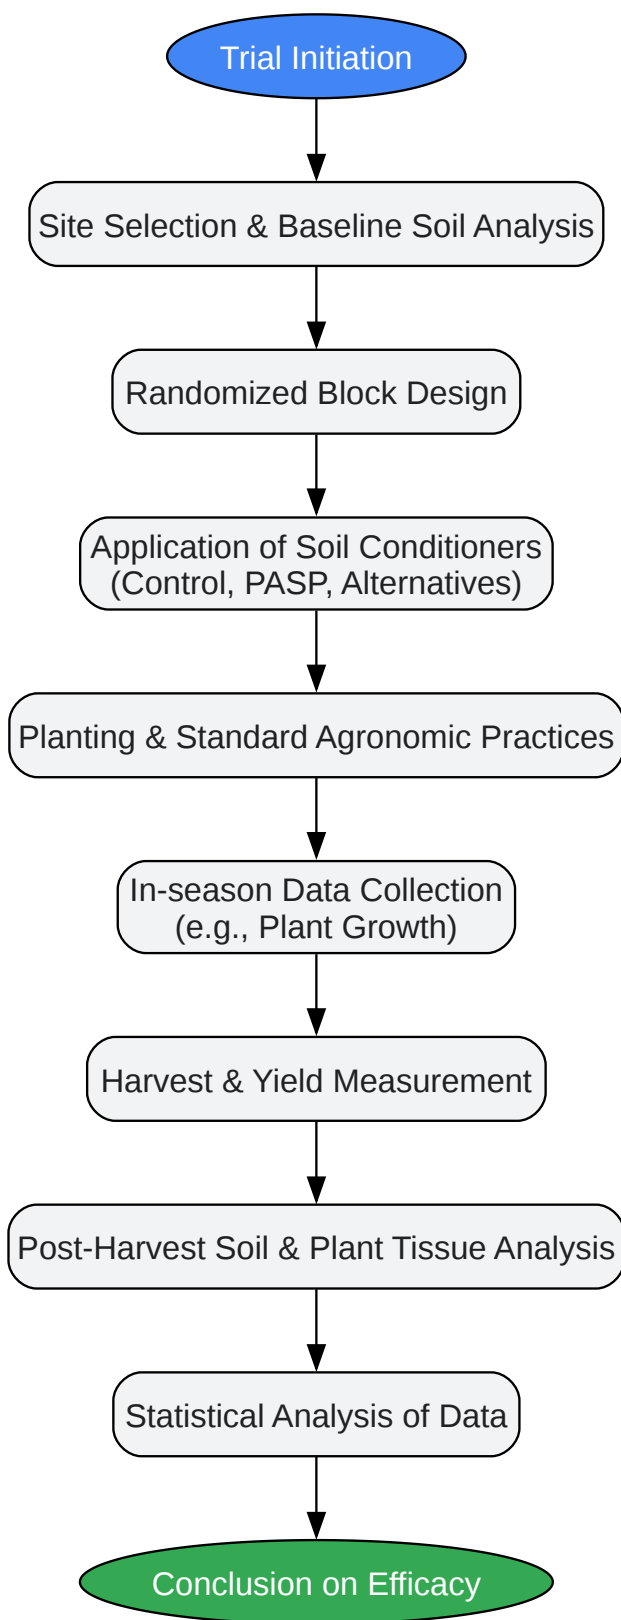 Trial Initiation
Site Selection & Baseline Soil Analysis
Randomized Block Design
Application of Soil Conditioners
(Control, PASP, Alternatives)
Planting & Standard Agronomic Practices
In-season Data Collection
(e.g., Plant Growth)
Harvest & Yield Measurement
Post-Harvest Soil & Plant Tissue Analysis
Statistical Analysis of Data
Conclusion on Efficacy